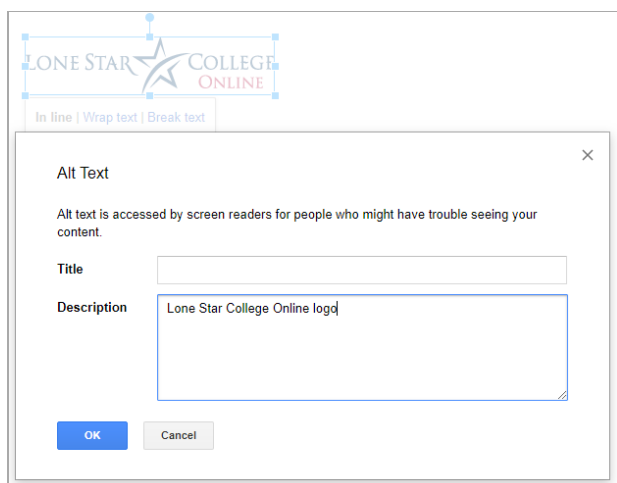 LONE STAR COLLEGE
ONLINE
In line | Wrap text | Break text
Alt Text
Alt text is accessed by screen readers for people who might have trouble seeing your
content.
Title
Description
Lone Star College Online logo
OK
Cancel